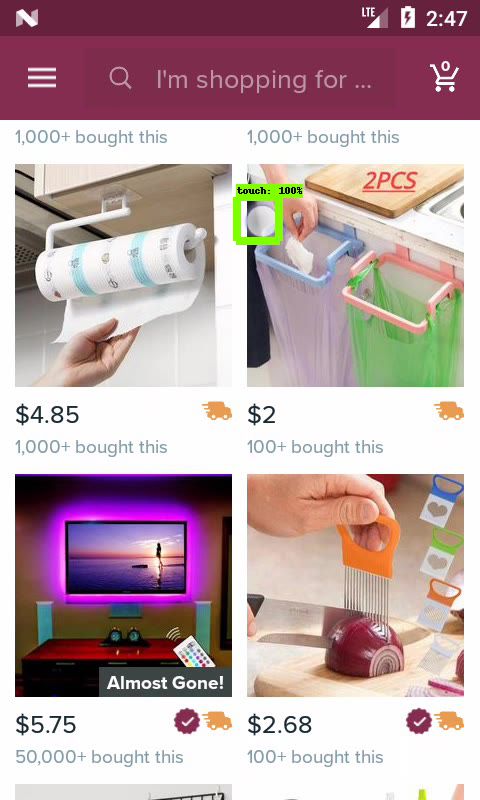 LTE 2:47
I'm shopping for ...
0
1,000+ bought this
1,000+ bought this
touch: 100%
2PCS
$4.85
$2
1,000+ bought this
100+ bought this
Almost Gone!
$5.75
$2.68
50,000+ bought this
100+ bought this